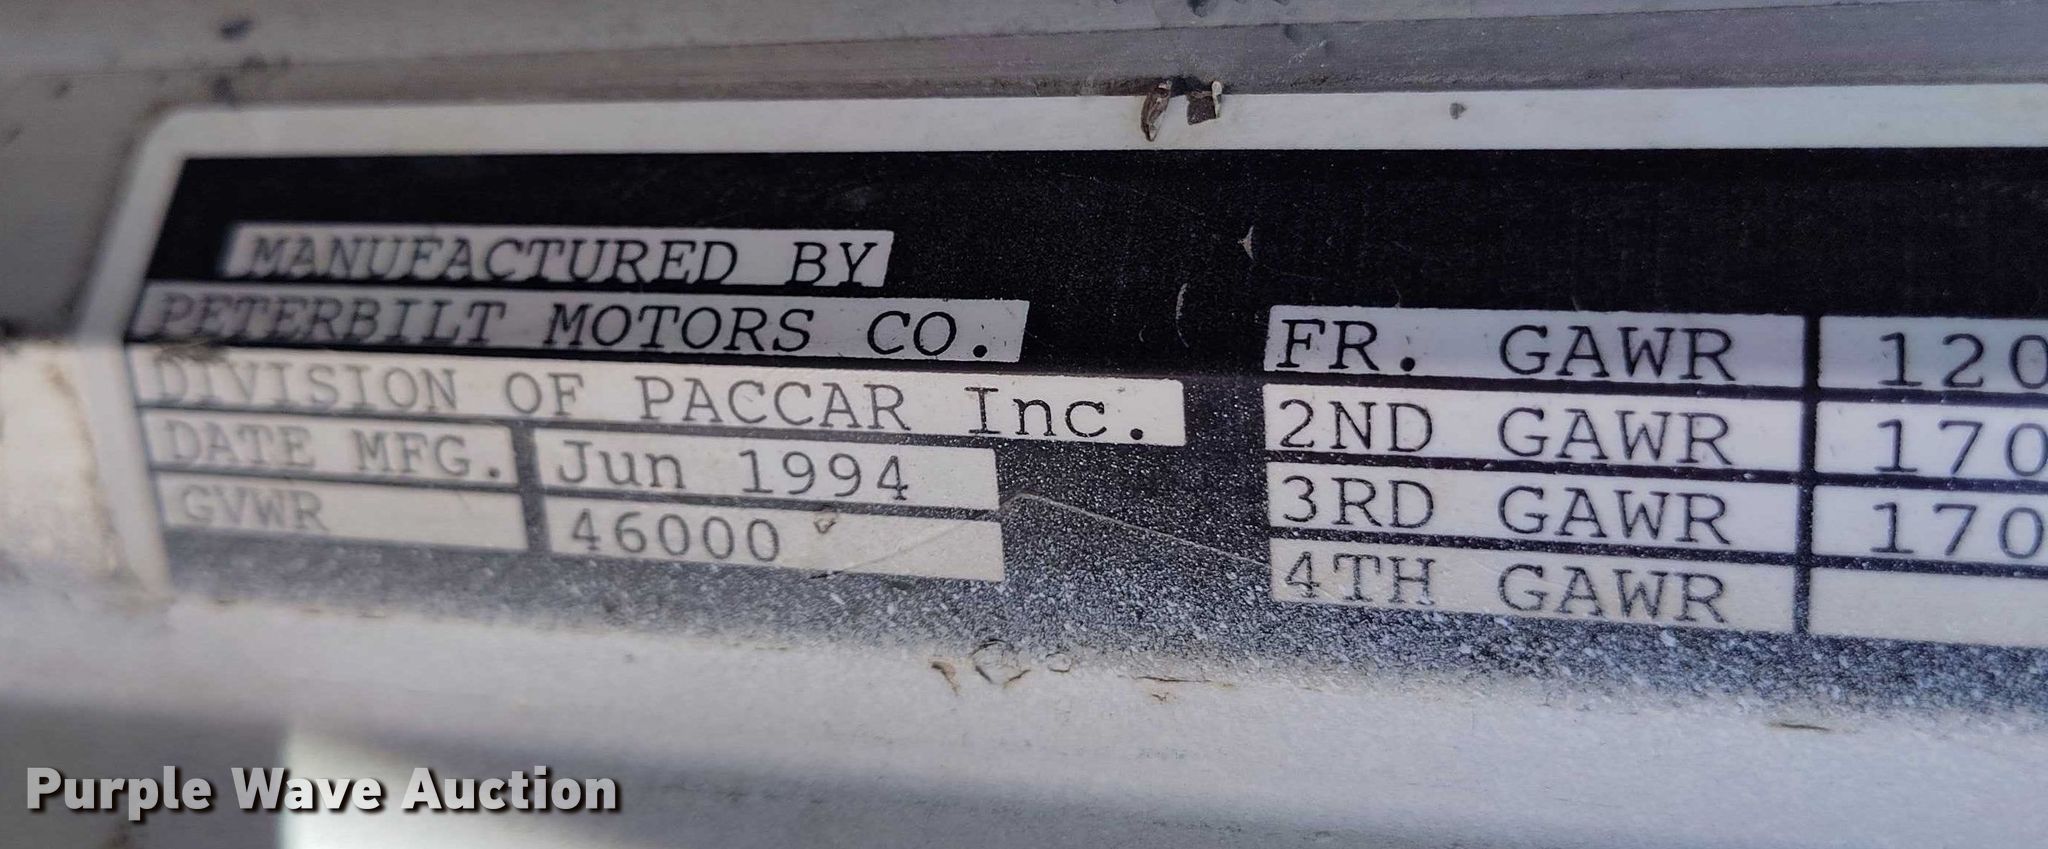 MANUFACTURED BY
PETERBILT MOTORS CO.
DIVISION OF PACCAR Inc.
DATE MFG. Jun 1994
GVWR 46000
FR. GAWR 120
2ND GAWR 170
3RD GAWR 170
4TH GAWR
Purple Wave Auction